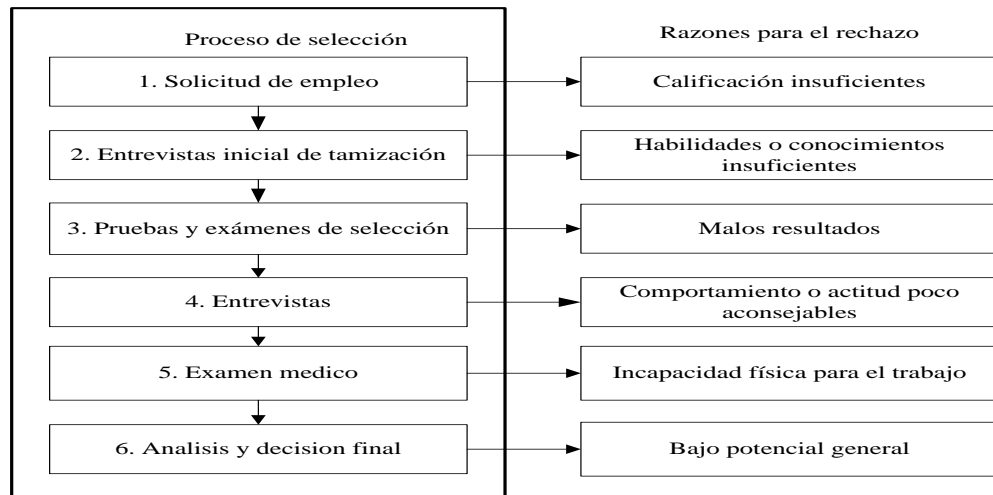 Proceso de selección
Razones para el rechazo
1. Solicitud de empleo
Calificación insuficientes
2. Entrevistas inicial de tamización
Habilidades o conocimientos
insuficientes
3. Pruebas y exámenes de selección
Malos resultados
4. Entrevistas
Comportamiento o actitud poco
aconsejables
5. Examen medico
Incapacidad física para el trabajo
6. Analisis y decision final
Bajo potencial general